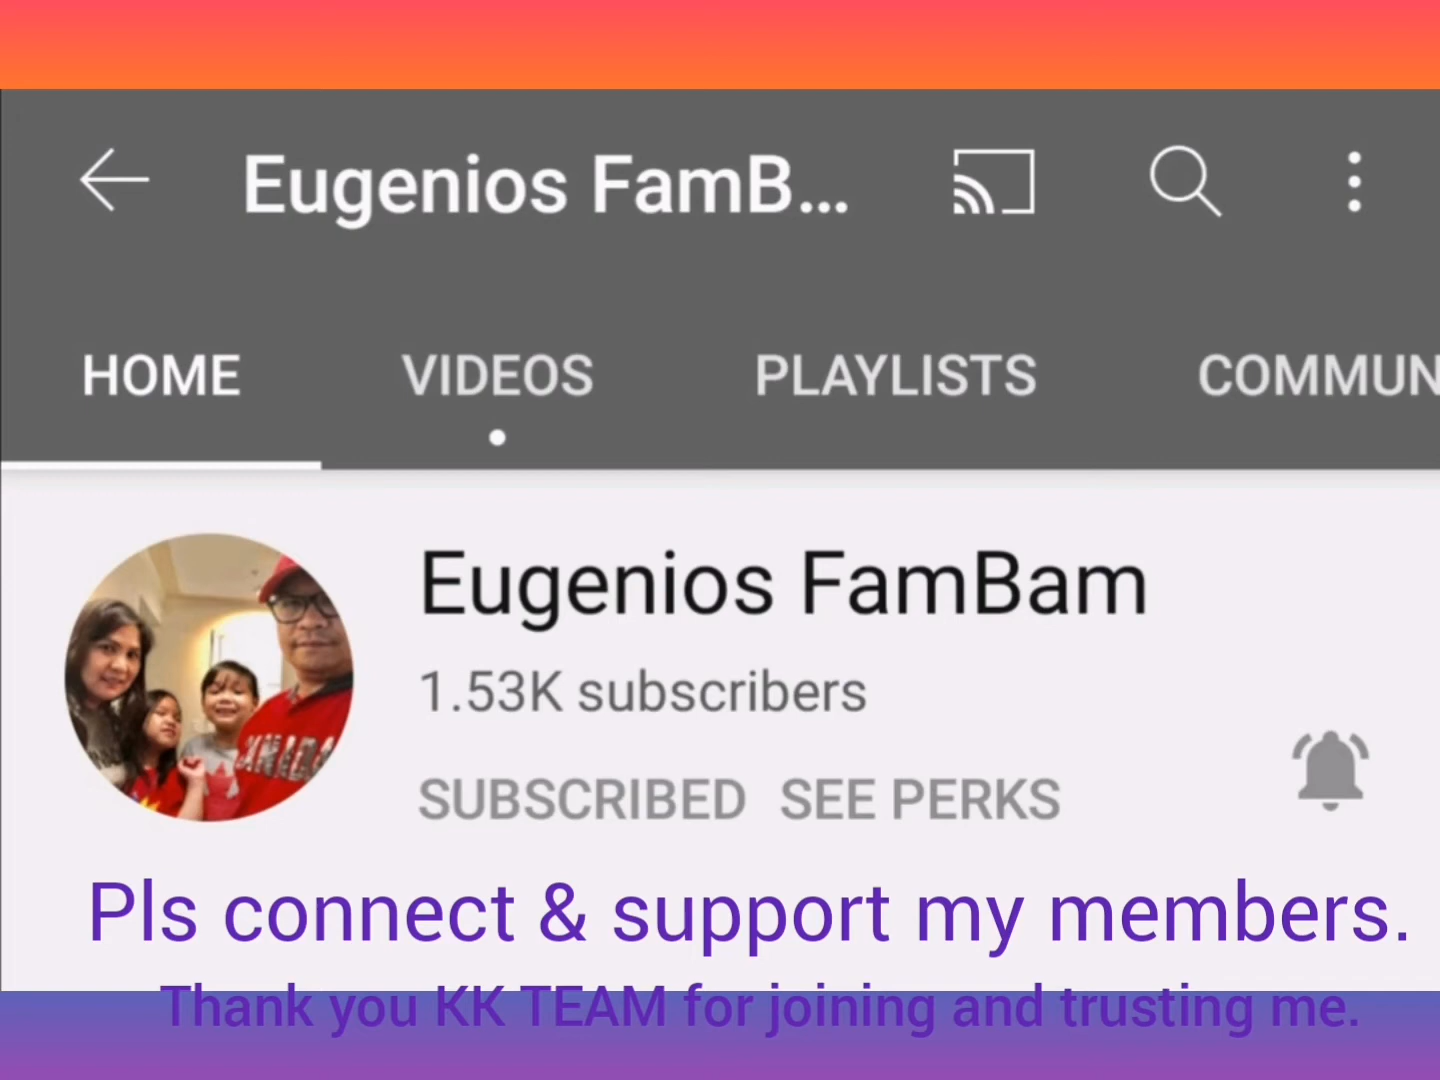 Eugenios FamB...
HOME VIDEOS PLAYLISTS COMMUN
Eugenios FamBam
1.53K subscribers
SUBSCRIBED SEE PERKS
CANADA
Pls connect & support my members.
Thank you KK TEAM for joining and trusting me.